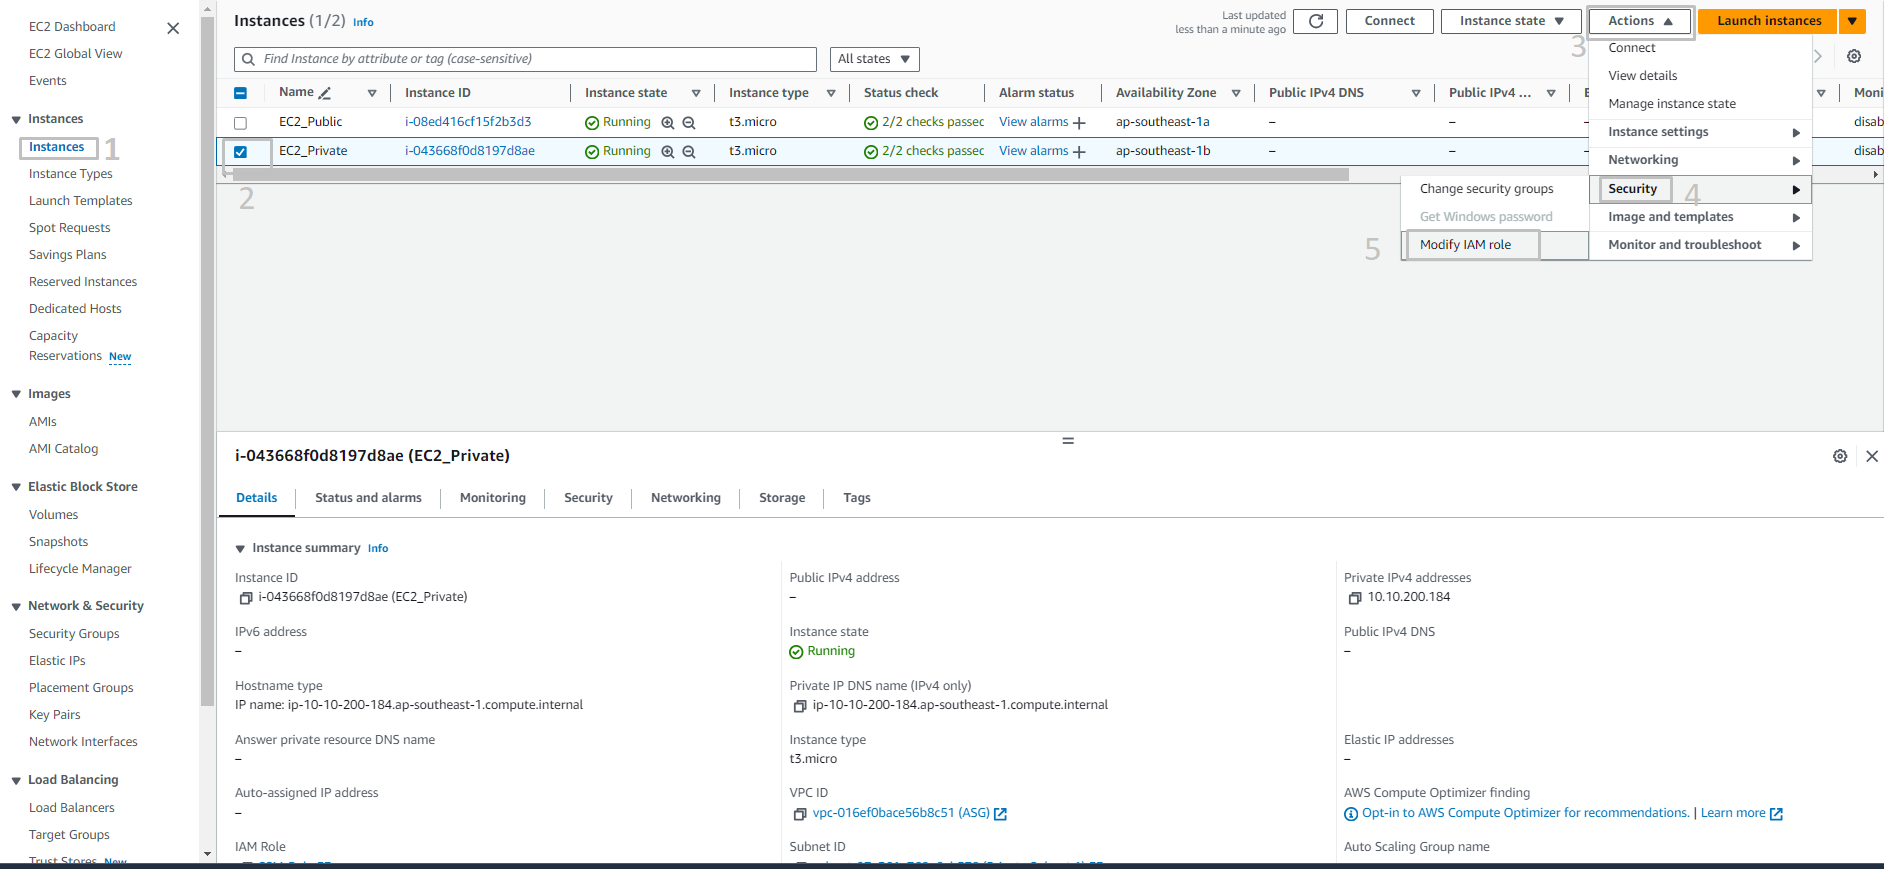 EC2 Dashboard
EC2 Global View
Events
Instances
Instances 1
Instance Types
Launch Templates
Spot Requests
Savings Plans
Reserved Instances
Dedicated Hosts
Capacity
Reservations New
Images
AMIs
AMI Catalog
Elastic Block Store
Volumes
Snapshots
Lifecycle Manager
Network & Security
Security Groups
Elastic IPs
Placement Groups
Key Pairs
Network Interfaces
Load Balancing
Load Balancers
Target Groups
Trust Stores New
Instances (1/2) Info
Last updated
less than a minute ago
Connect
Instance state
Actions
Launch instances
3
Find Instance by attribute or tag (case-sensitive)
All states
Name Instance ID Instance state Instance type Status check Alarm status Availability Zone Public IPv4 DNS Public IPv4 ... Moni
EC2_Public i-08ed416cf15f2b3d3 Running t3.micro 2/2 checks passec View alarms + ap-southeast-1a – – – disab
EC2_Private i-043668f0d8197d8ae Running t3.micro 2/2 checks passec View alarms + ap-southeast-1b – – – disab
2
Connect
View details
Manage instance state
Instance settings
Networking
Security 4
Image and templates
Monitor and troubleshoot
Change security groups
Get Windows password
5 Modify IAM role
i-043668f0d8197d8ae (EC2_Private)
Details Status and alarms Monitoring Security Networking Storage Tags
Instance summary Info
Instance ID
i-043668f0d8197d8ae (EC2_Private)
Public IPv4 address
–
Private IPv4 addresses
10.10.200.184
IPv6 address
–
Instance state
Running
Public IPv4 DNS
–
Hostname type
IP name: ip-10-10-200-184.ap-southeast-1.compute.internal
Private IP DNS name (IPv4 only)
ip-10-10-200-184.ap-southeast-1.compute.internal
Answer private resource DNS name
–
Instance type
t3.micro
Elastic IP addresses
–
Auto-assigned IP address
–
VPC ID
vpc-016ef0bace56b8c51 (ASG)
AWS Compute Optimizer finding
Opt-in to AWS Compute Optimizer for recommendations. | Learn more
IAM Role
Subnet ID
Auto Scaling Group name